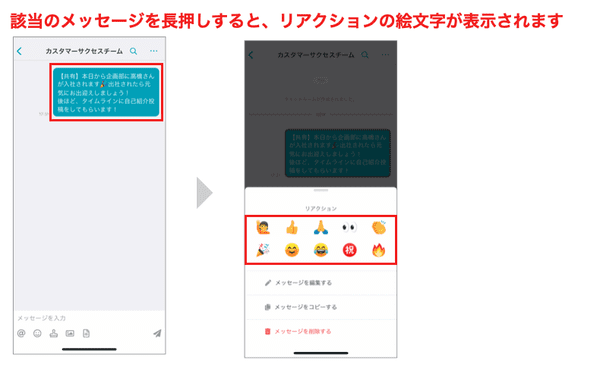 該当のメッセージを長押しすると、リアクションの絵文字が表示されます
カスタマーサクセスチーム
【共有】本日から企画部に髙橋さん
が入社されます🎉 出社されたら元
気にお出迎えしましょう！
後ほど、タイムラインに自己紹介投
稿をしてもらいます！
メッセージを入力
カスタマーサクセスチーム
【共有】本日から企画部に髙橋さん
が入社されます🎉 出社されたら元
気にお出迎えしましょう！
後ほど、タイムラインに自己紹介投
稿をしてもらいます！
リアクション
祝
メッセージを編集する
メッセージをコピーする
メッセージを削除する